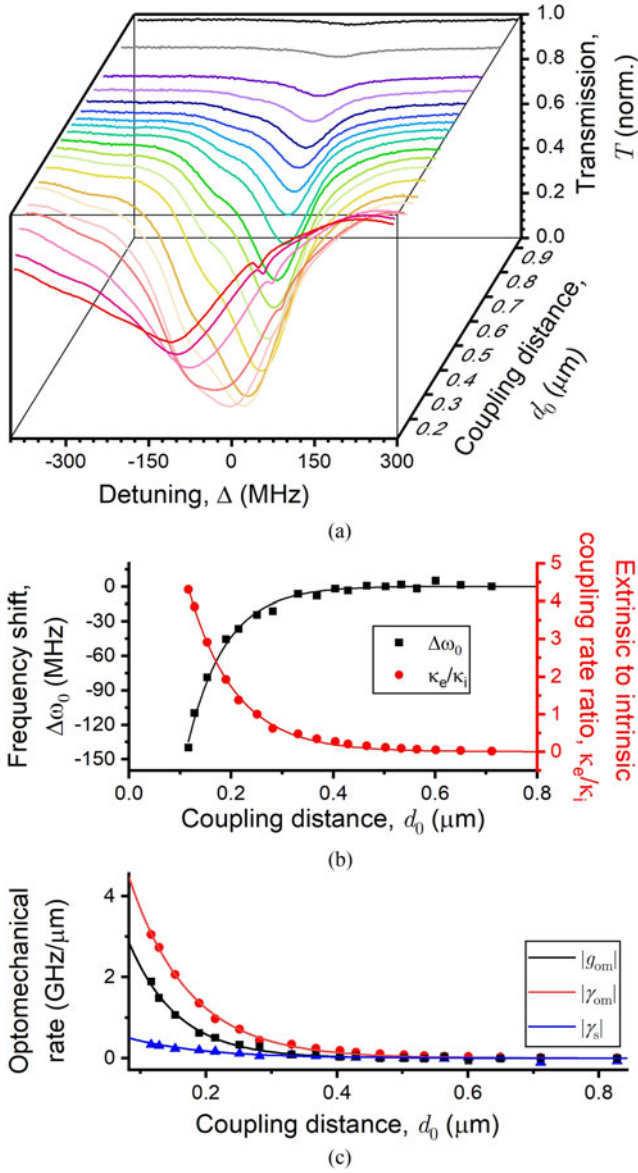 1.0
0.8
0.6
0.4
0.2
0.0
Transmission,
T (norm.)
0.9
0.8
0.7
0.6
0.5
0.4
0.3
0.2
Coupling distance,
d₀ (μm)
-300 -150 0 150 300
Detuning, Δ (MHz)
(a)
Frequency shift,
Δω₀ (MHz)
0
-30
-60
-90
-120
-150
Δω₀
κₑ/κᵢ
5
4
3
2
1
0
Extrinsic to intrinsic
coupling rate ratio, κₑ/κᵢ
0.0 0.2 0.4 0.6 0.8
Coupling distance, d₀ (μm)
(b)
Optomechanical
rate (GHz/μm)
4
2
0
|gₒₘ|
|γₒₘ|
|γₛ|
0.2 0.4 0.6 0.8
Coupling distance, d₀ (μm)
(c)